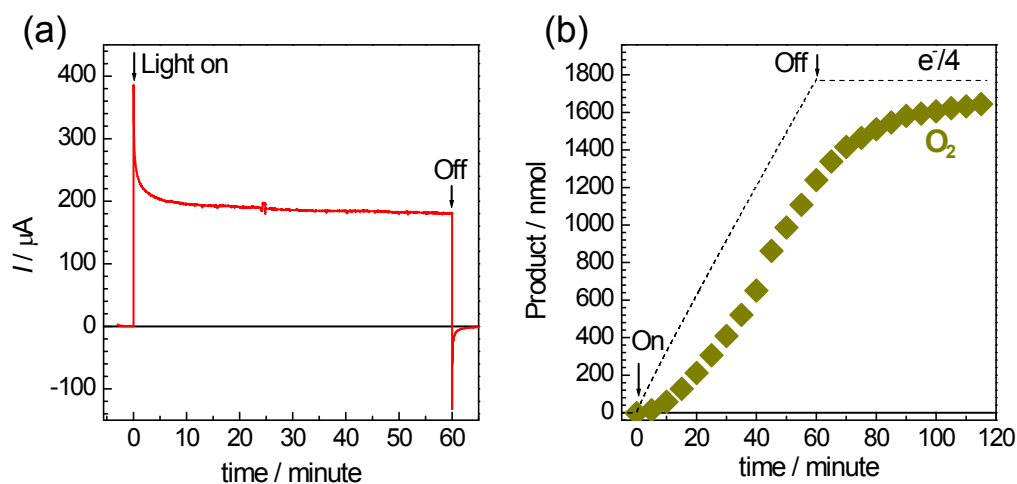 (a)
Light on
Off
400
300
200
100
0
-100
I / μA
0 10 20 30 40 50 60
time / minute
(b)
Off
e⁻/4
O₂
On
1800
1600
1400
1200
1000
800
600
400
200
0
Product / nmol
0 20 40 60 80 100 120
time / minute